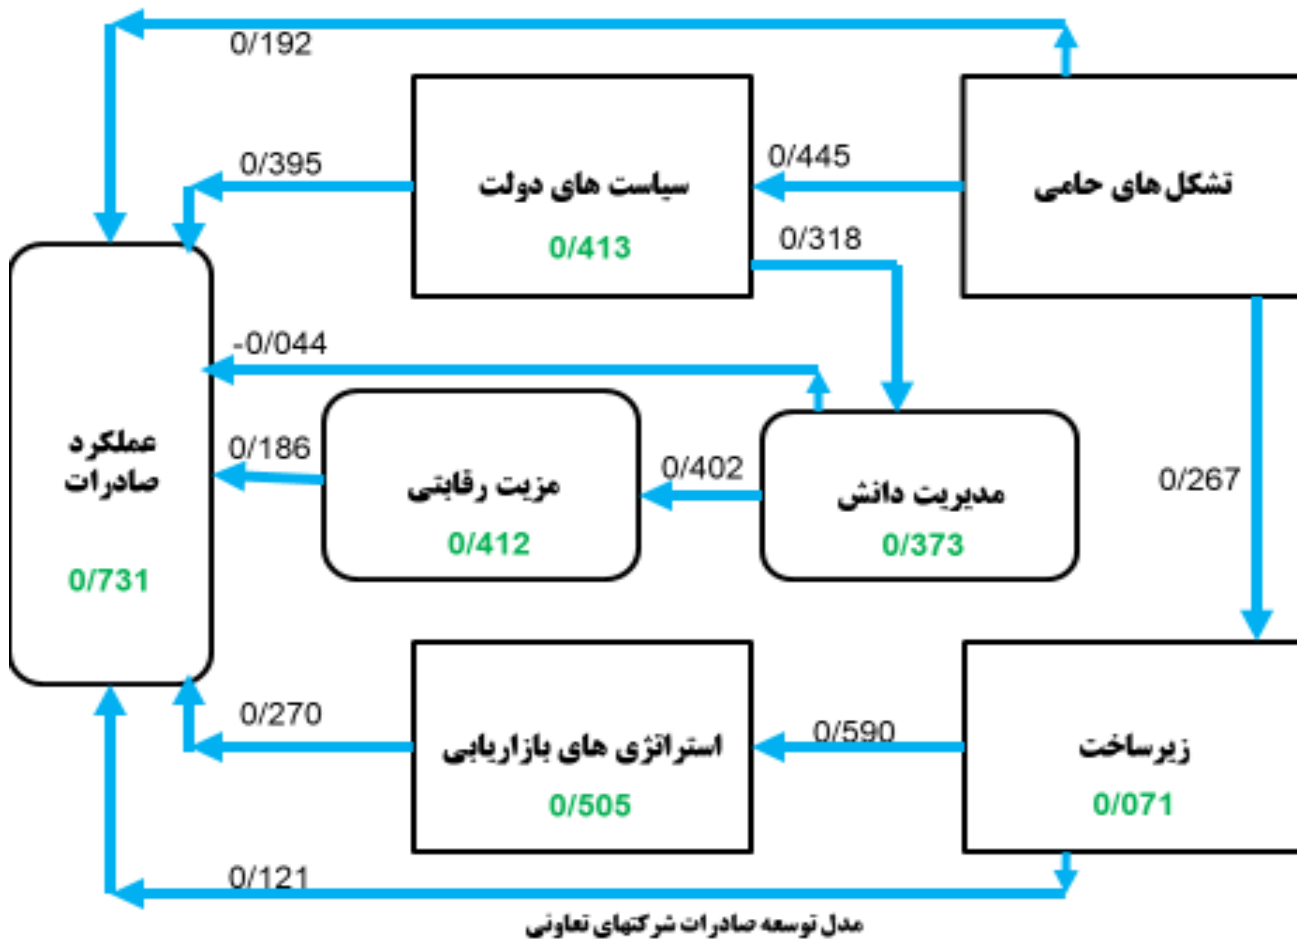 0/192
تشکل‌های حامی
0/445
سیاست های دولت
0/413
0/395
0/318
-0/044
عملکرد
صادرات
0/731
0/186
مزیت رقابتی
0/412
0/402
مدیریت دانش
0/373
0/267
0/270
استراتژی های بازاریابی
0/505
0/590
زیرساخت
0/071
0/121
مدل توسعه صادرات شرکتهای تعاونی